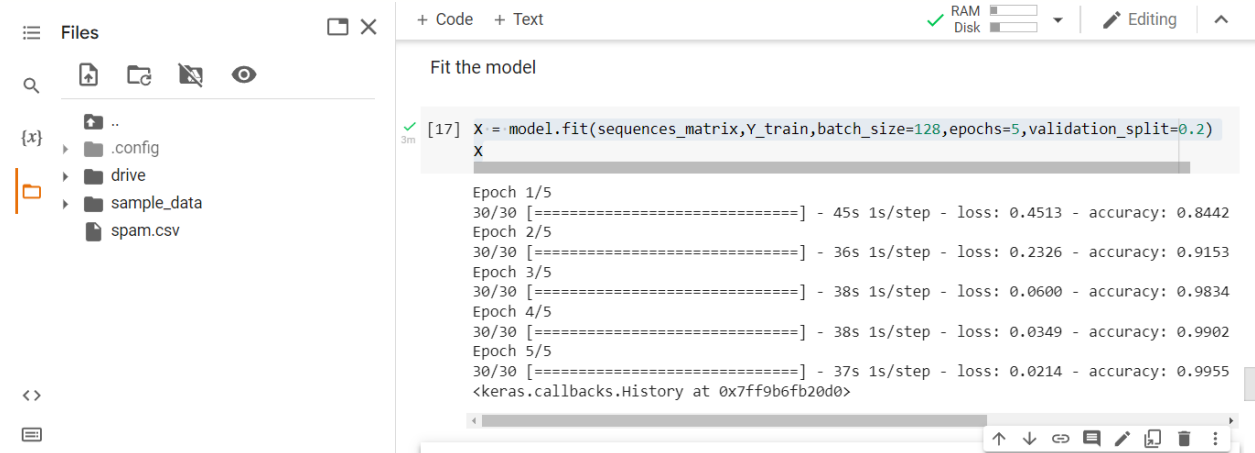 Files
+ Code + Text
RAM
Disk
Editing
{x}
..
.config
drive
sample_data
spam.csv
<>
Fit the model
3m
[17] X = model.fit(sequences_matrix,Y_train,batch_size=128,epochs=5,validation_split=0.2)
X
Epoch 1/5
30/30 [==============================] - 45s 1s/step - loss: 0.4513 - accuracy: 0.8442
Epoch 2/5
30/30 [==============================] - 36s 1s/step - loss: 0.2326 - accuracy: 0.9153
Epoch 3/5
30/30 [==============================] - 38s 1s/step - loss: 0.0600 - accuracy: 0.9834
Epoch 4/5
30/30 [==============================] - 38s 1s/step - loss: 0.0349 - accuracy: 0.9902
Epoch 5/5
30/30 [==============================] - 37s 1s/step - loss: 0.0214 - accuracy: 0.9955
<keras.callbacks.History at 0x7ff9b6fb20d0>